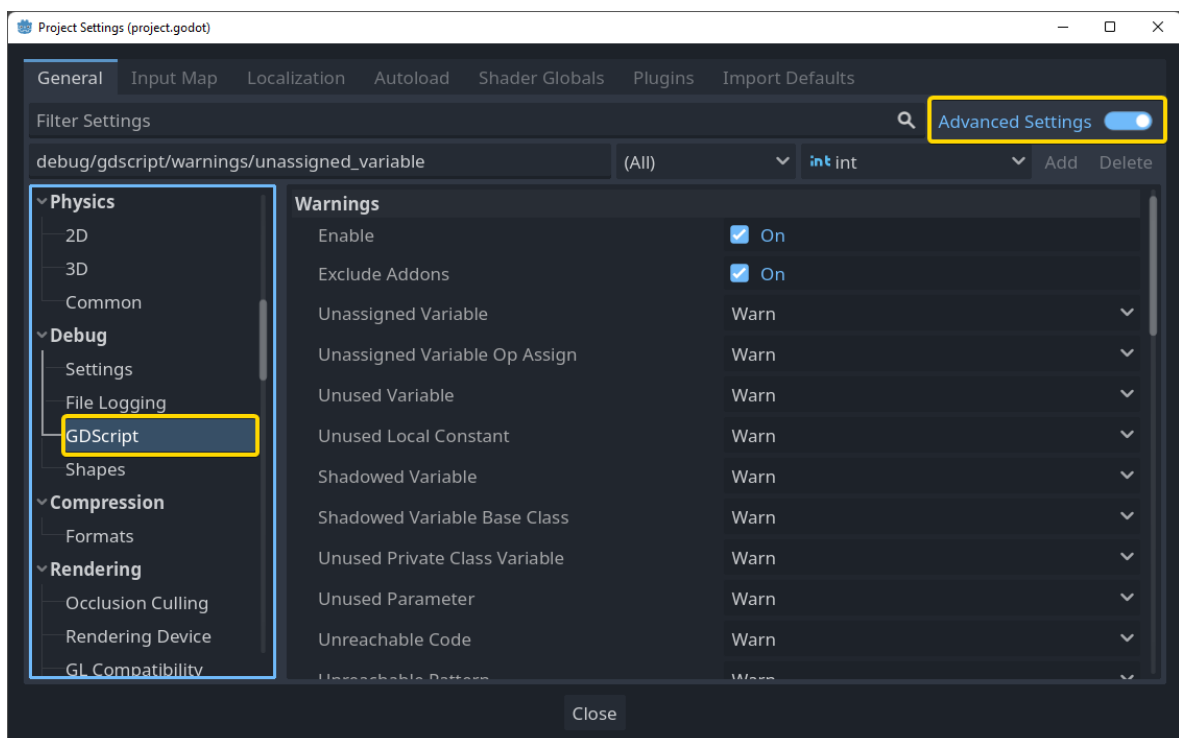 Project Settings (project.godot)
General Input Map Localization Autoload Shader Globals Plugins Import Defaults
Filter Settings Advanced Settings
debug/gdscript/warnings/unassigned_variable (All) int int Add Delete
Physics
2D
3D
Common
Debug
Settings
File Logging
GDScript
Shapes
Compression
Formats
Rendering
Occlusion Culling
Rendering Device
GL Compatibility
Warnings
Enable On
Exclude Addons On
Unassigned Variable Warn
Unassigned Variable Op Assign Warn
Unused Variable Warn
Unused Local Constant Warn
Shadowed Variable Warn
Shadowed Variable Base Class Warn
Unused Private Class Variable Warn
Unused Parameter Warn
Unreachable Code Warn
Unreachable Pattern Warn
Close